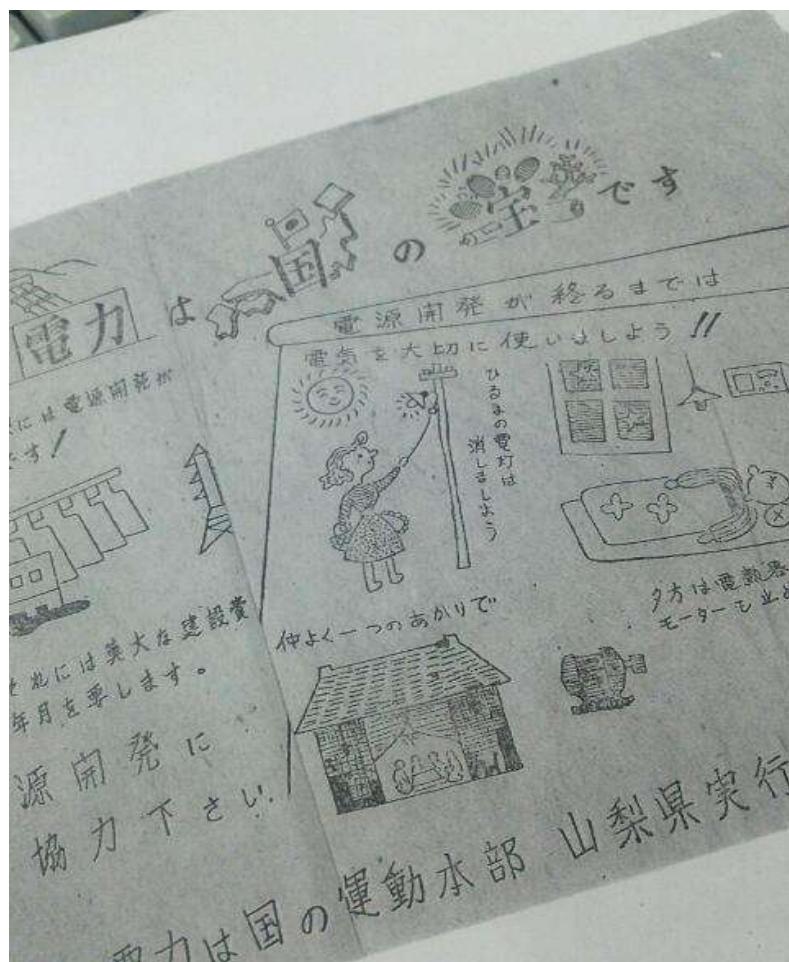 電力は国の宝です
には電源開発が
です!
それには莫大な建設費
年月を要します。
源開発に
協力下さい
電源開発が終るまでは
電気を大切に使いましよう!!
ひるまの電灯は
消しましよう
仲よく一つのあかりで
夕方は電熱器
モーターも止め
電力は国の運動本部 山梨県実行